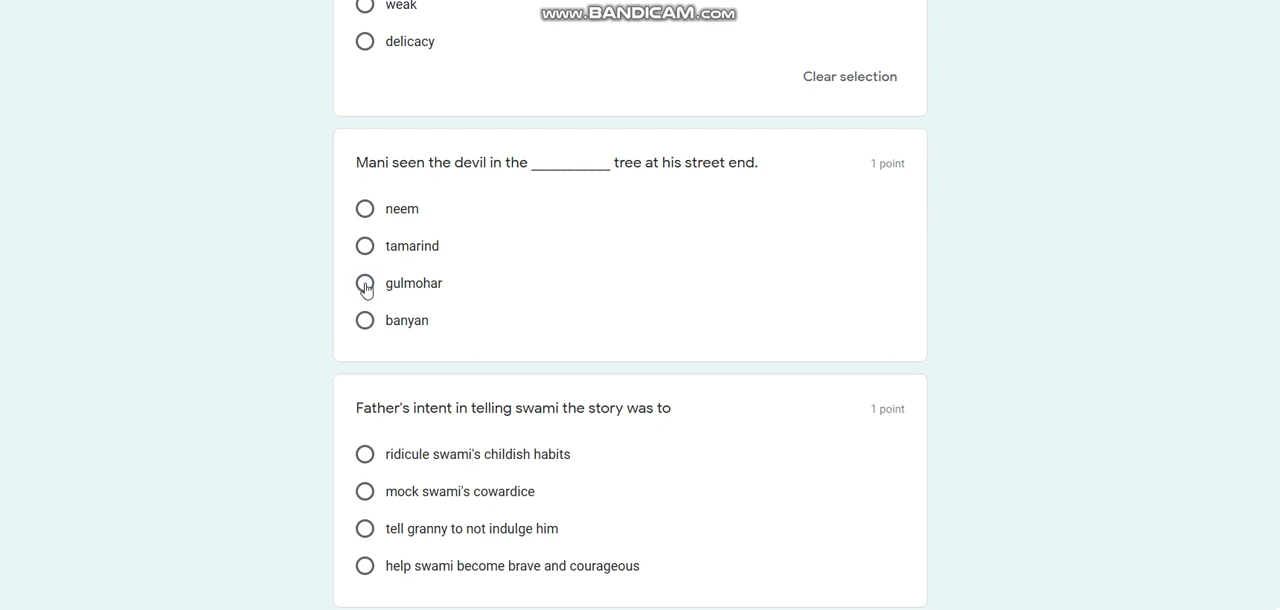 weak
www.BANDICAM.com
delicacy
Clear selection
Mani seen the devil in the ___________ tree at his street end.
1 point
neem
tamarind
gulmohar
banyan
Father's intent in telling swami the story was to
1 point
ridicule swami's childish habits
mock swami's cowardice
tell granny to not indulge him
help swami become brave and courageous